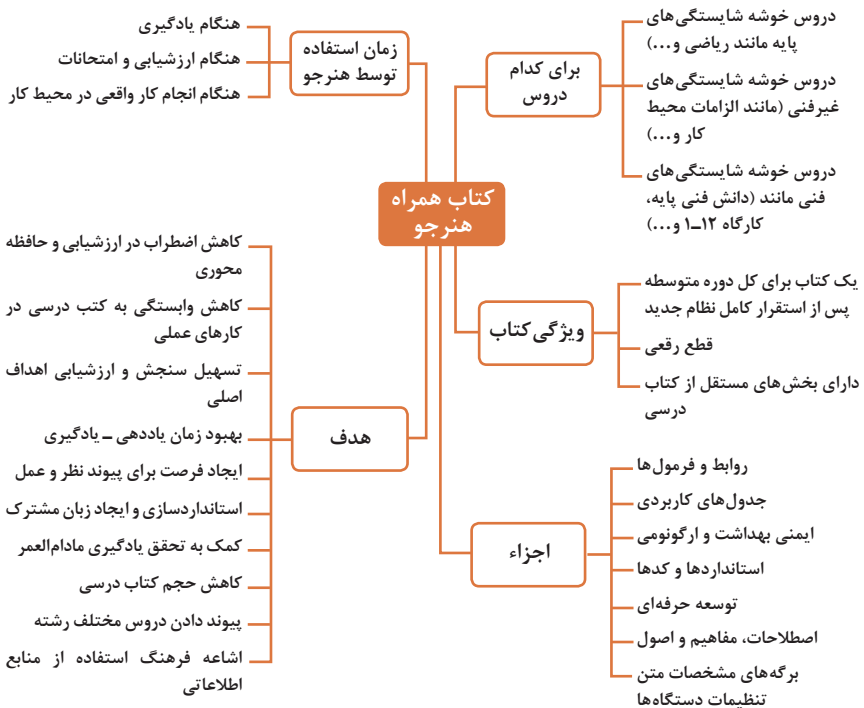 کتاب همراه
هنرجو
برای کدام
دروس
دروس خوشه شایستگی‌های
پایه مانند ریاضی و...)
دروس خوشه شایستگی‌های
غیرفنی (مانند الزامات محیط
کار و...)
دروس خوشه شایستگی‌های
فنی مانند (دانش فنی پایه،
کارگاه ۱۲ـ۱ و...)
ویژگی کتاب
یک کتاب برای کل دوره متوسطه
پس از استقرار کامل نظام جدید
قطع رقعی
دارای بخش‌های مستقل از کتاب
درسی
اجزاء
روابط و فرمول‌ها
جدول‌های کاربردی
ایمنی بهداشت و ارگونومی
استانداردها و کدها
توسعه حرفه‌ای
اصطلاحات، مفاهیم و اصول
برگه‌های مشخصات متن
تنظیمات دستگاه‌ها
زمان استفاده
توسط هنرجو
هنگام یادگیری
هنگام ارزشیابی و امتحانات
هنگام انجام کار واقعی در محیط کار
هدف
کاهش اضطراب در ارزشیابی و حافظه
محوری
کاهش وابستگی به کتب درسی در
کارهای عملی
تسهیل سنجش و ارزشیابی اهداف
اصلی
بهبود زمان یاددهی ـ یادگیری
ایجاد فرصت برای پیوند نظر و عمل
استانداردسازی و ایجاد زبان مشترک
کمک به تحقق یادگیری مادام‌العمر
کاهش حجم کتاب درسی
پیوند دادن دروس مختلف رشته
اشاعه فرهنگ استفاده از منابع
اطلاعاتی